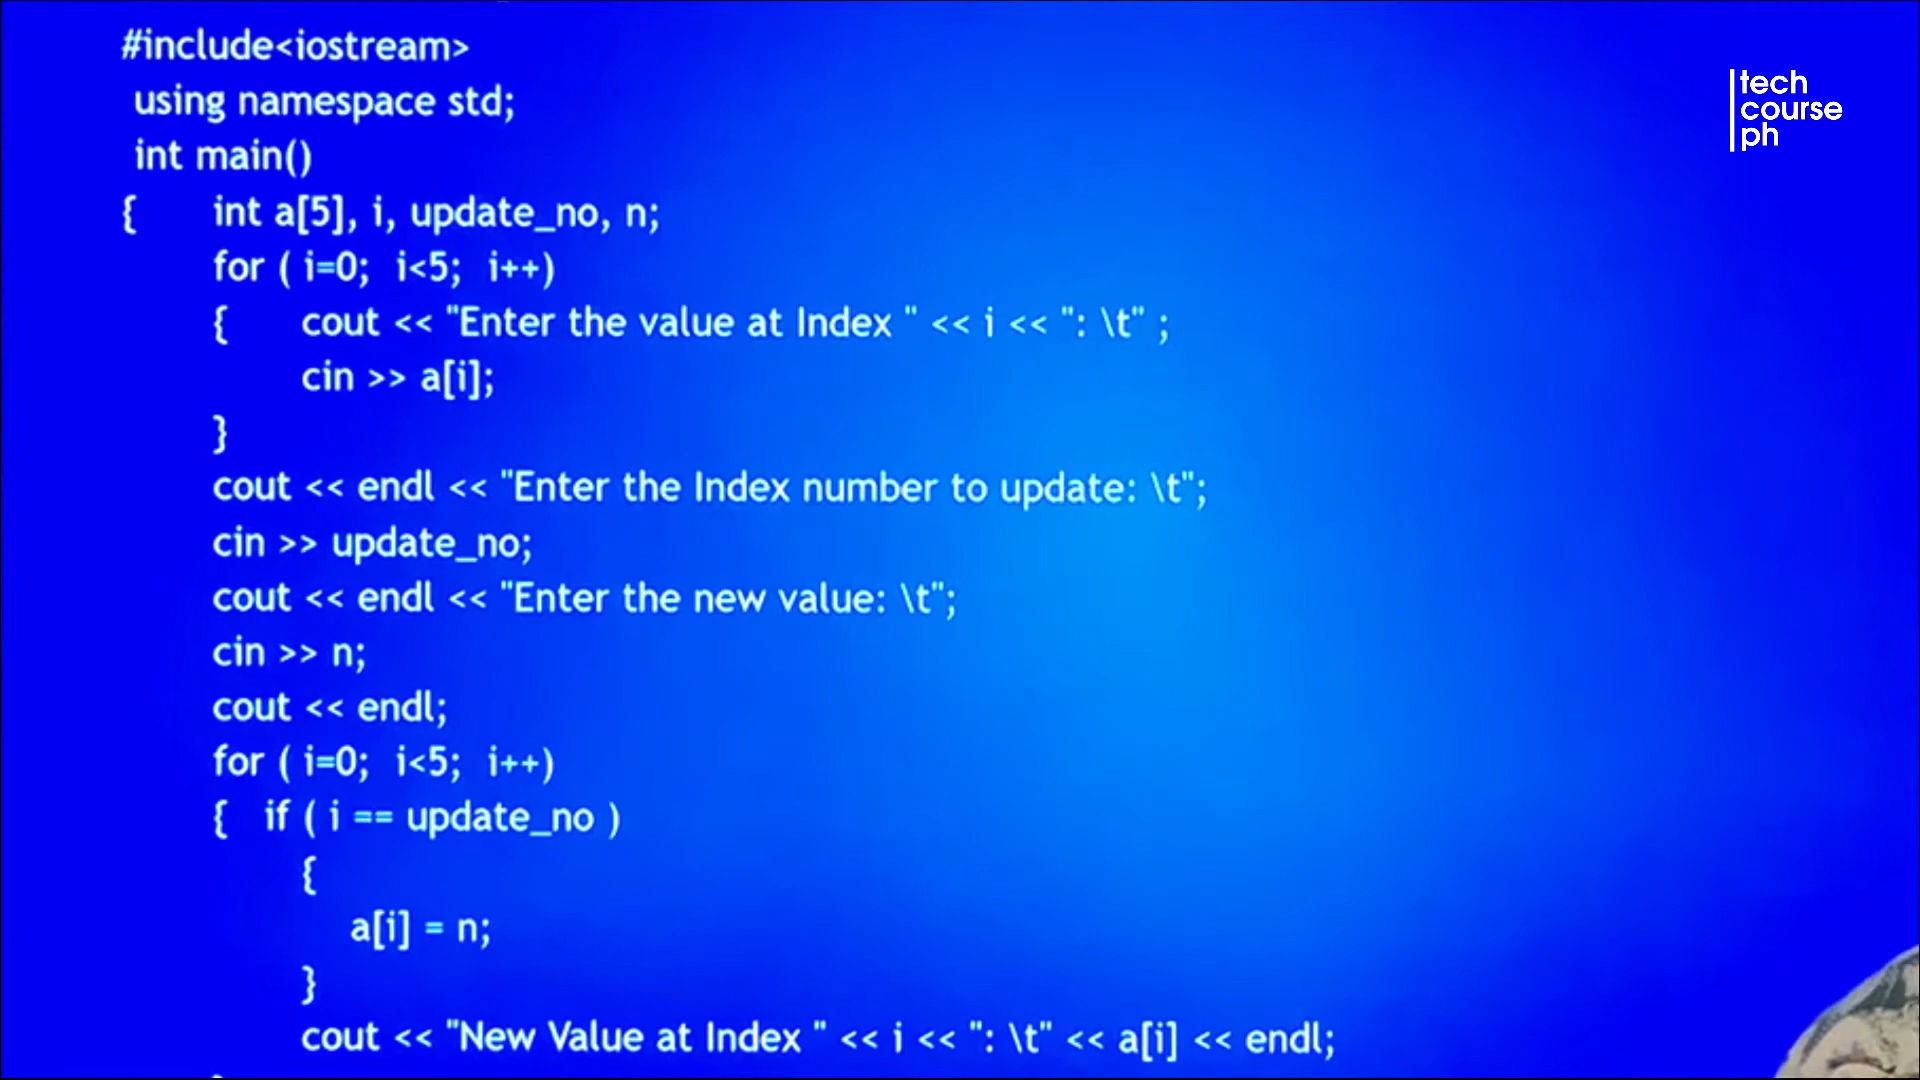 #include<iostream>
using namespace std;
int main()
{ int a[5], i, update_no, n;
for ( i=0; i<5; i++)
{ cout << "Enter the value at Index " << i << ": \t" ;
cin >> a[i];
}
cout << endl << "Enter the Index number to update: \t";
cin >> update_no;
cout << endl << "Enter the new value: \t";
cin >> n;
cout << endl;
for ( i=0; i<5; i++)
{ if ( i == update_no )
{
a[i] = n;
}
cout << "New Value at Index " << i << ": \t" << a[i] << endl;
tech
course
ph